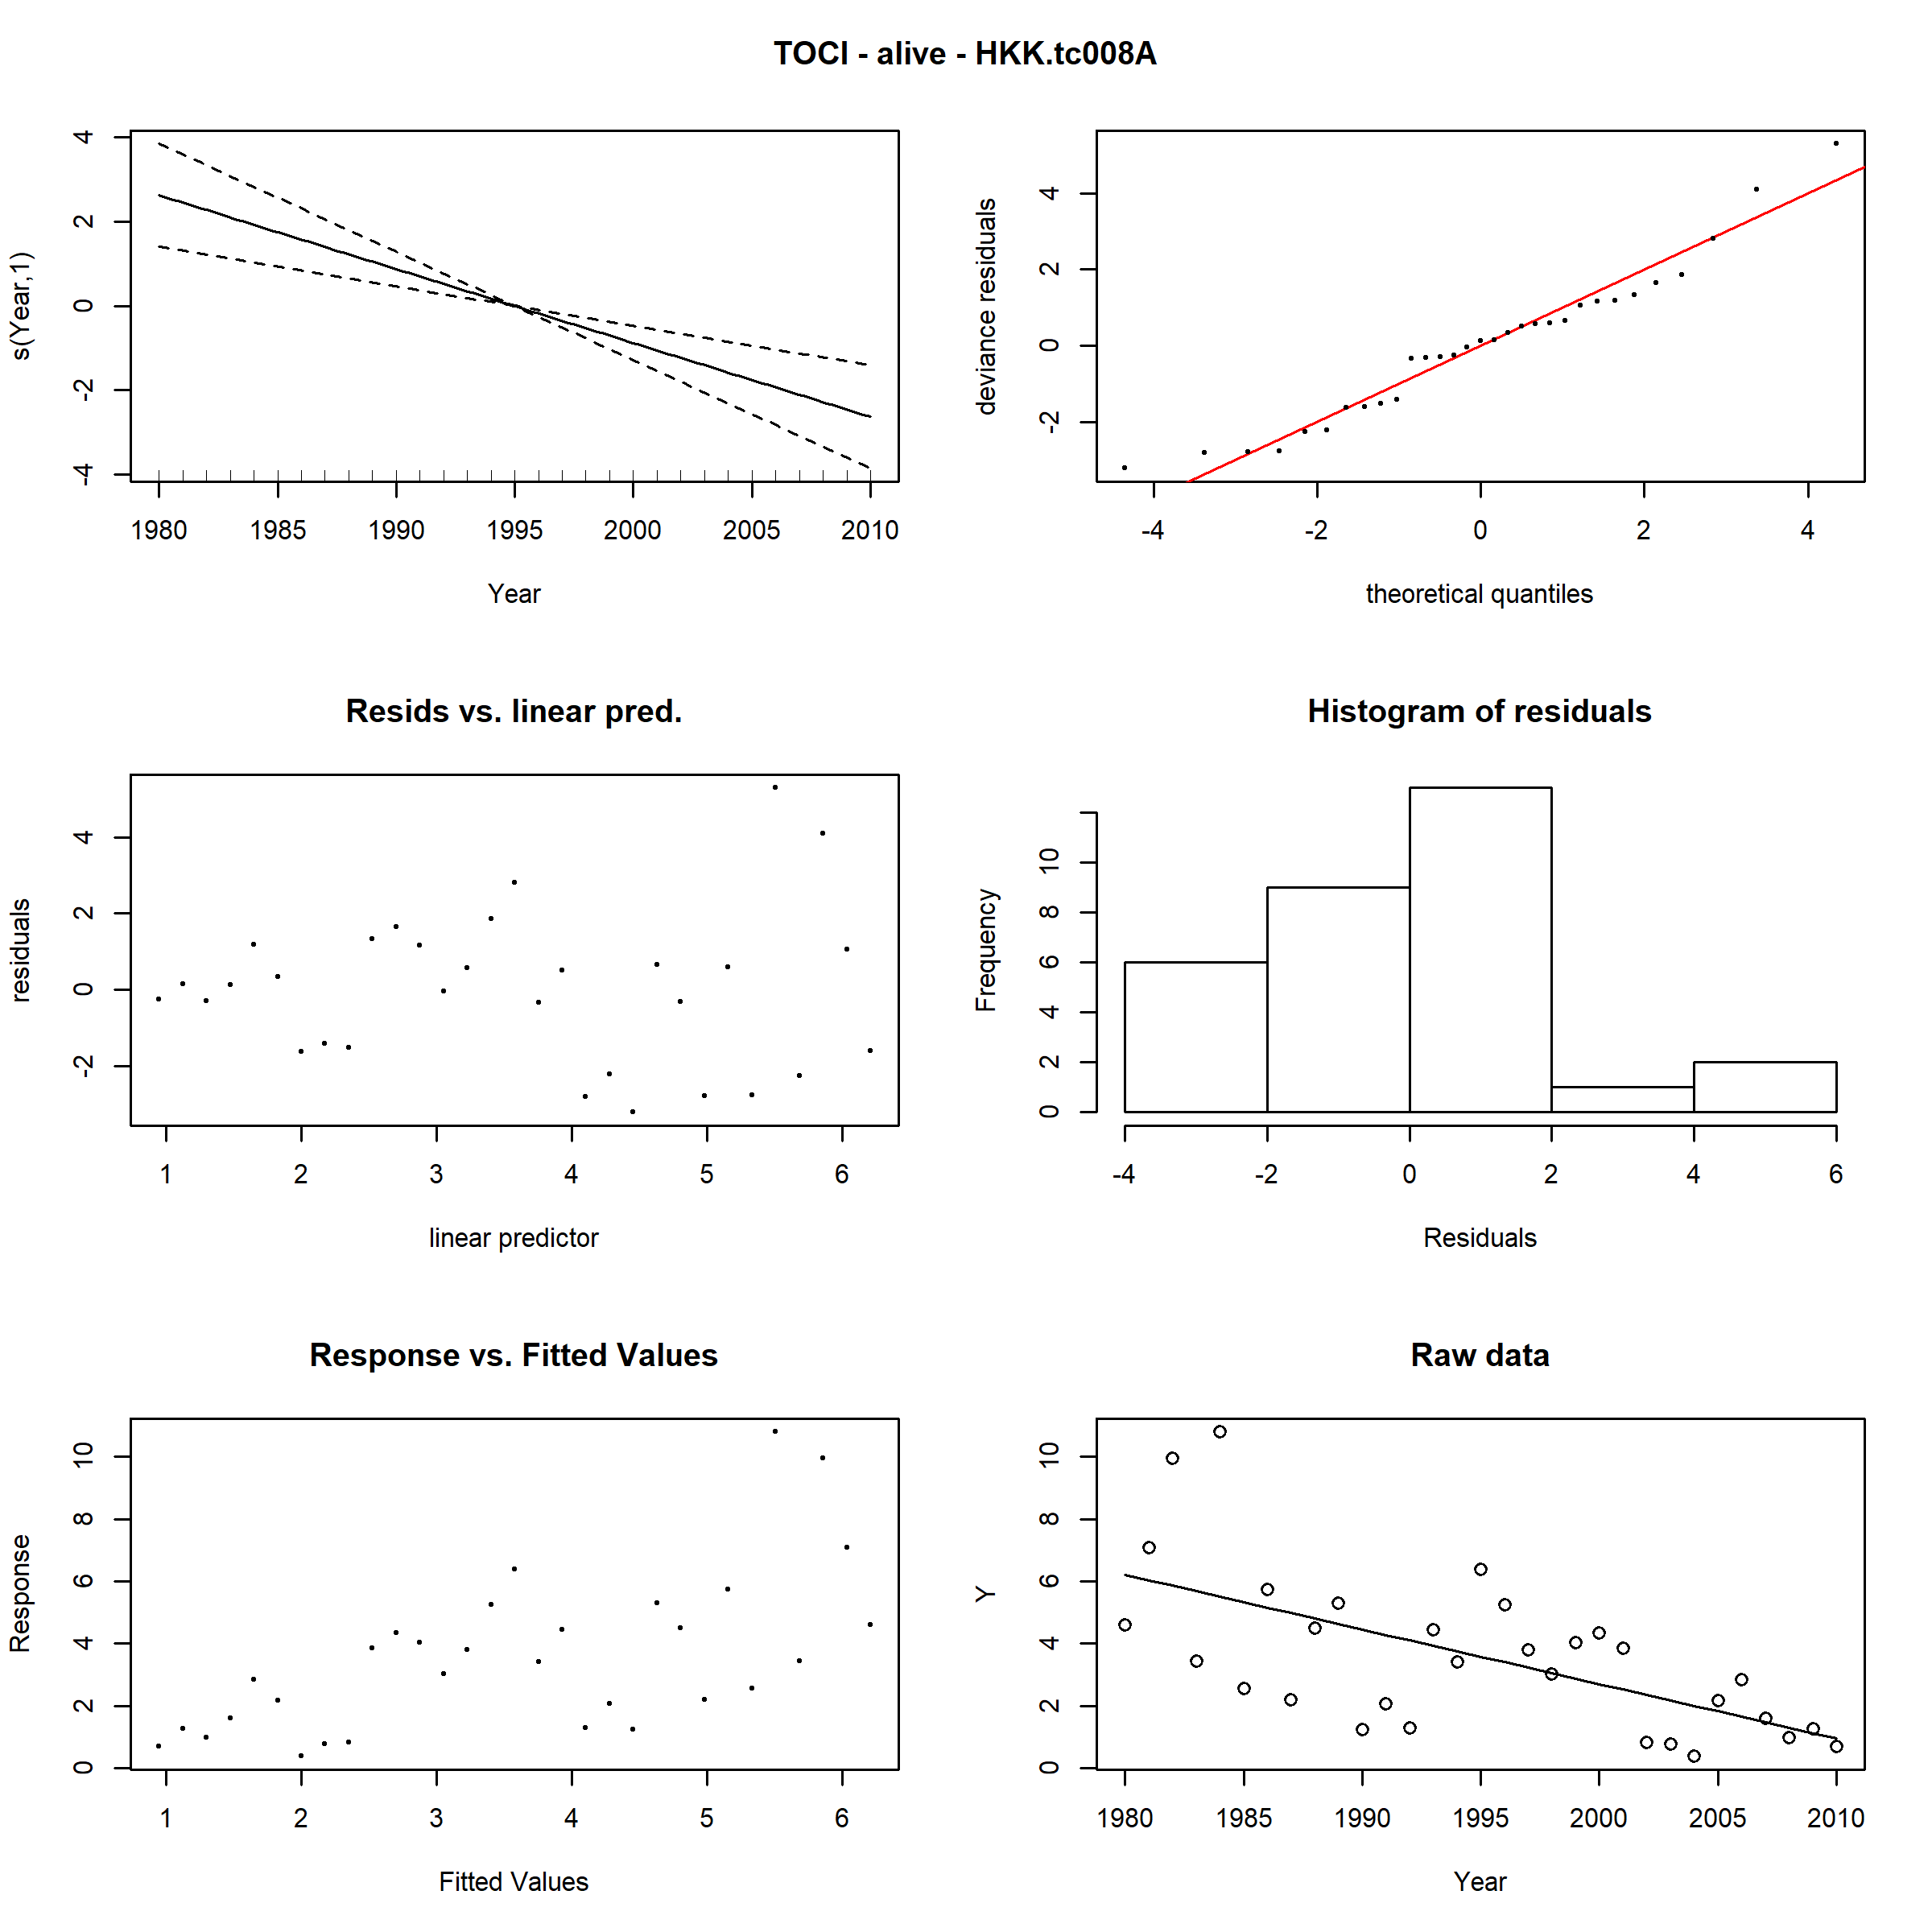 TOCI - alive - HKK.tc008A
s(Year,1)
4
2
0
-2
-4
1980 1985 1990 1995 2000 2005 2010
Year
deviance residuals
4
2
0
-2
-4 -2 0 2 4
theoretical quantiles
Resids vs. linear pred.
residuals
4
2
0
-2
1 2 3 4 5 6
linear predictor
Histogram of residuals
Frequency
10
8
6
4
2
0
-4 -2 0 2 4 6
Residuals
Response vs. Fitted Values
Response
10
8
6
4
2
0
1 2 3 4 5 6
Fitted Values
Raw data
Y
10
8
6
4
2
0
1980 1985 1990 1995 2000 2005 2010
Year